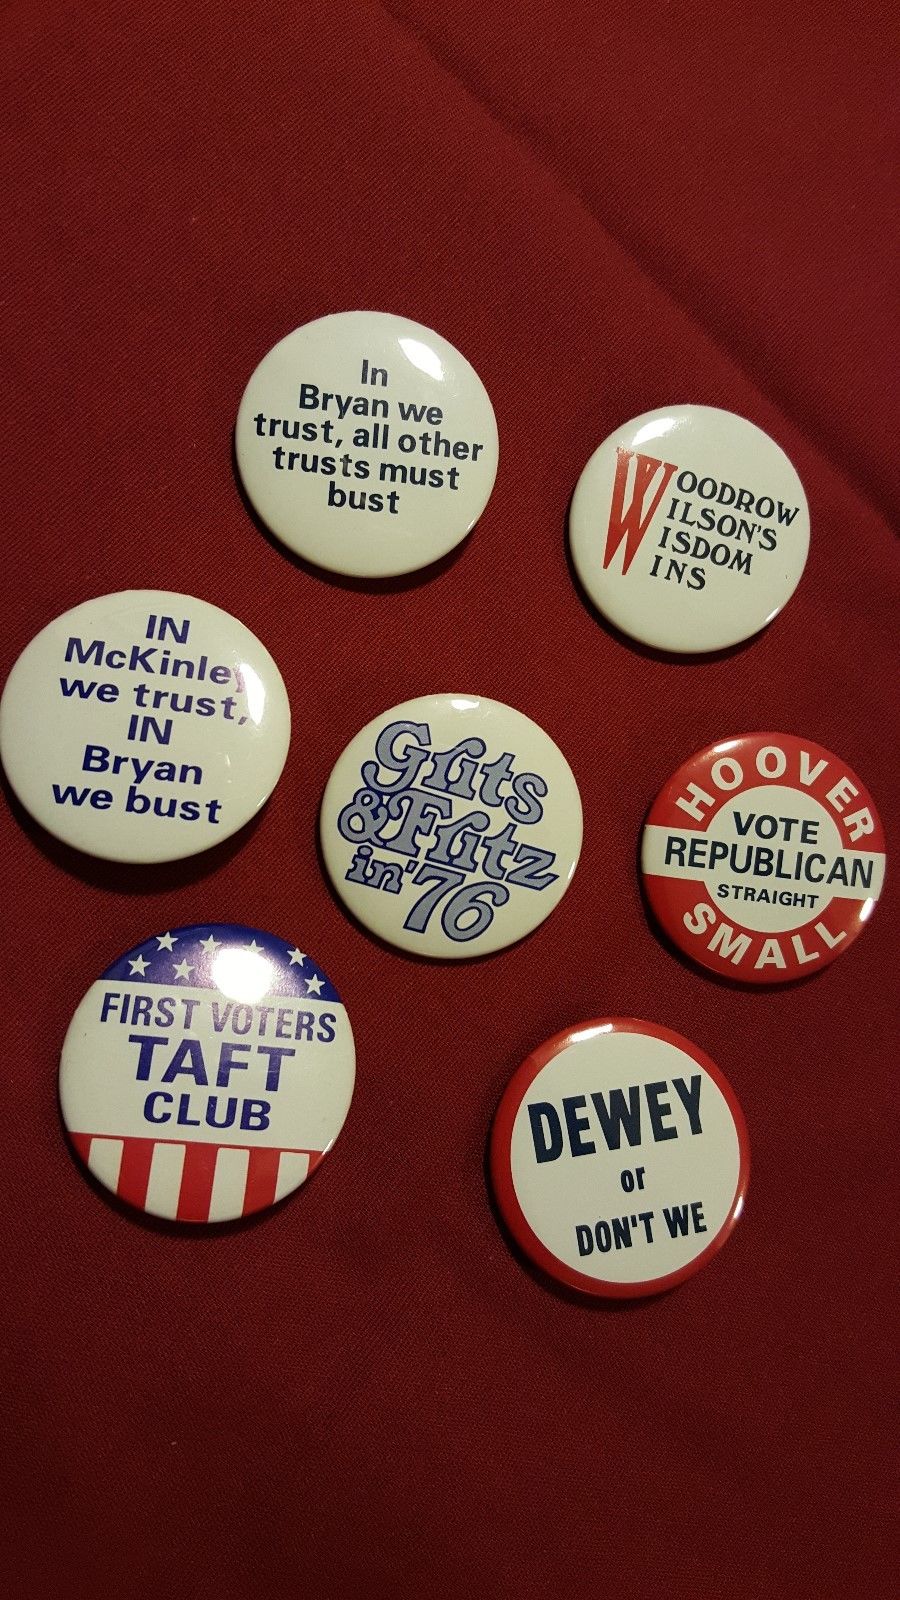 In
Bryan we
trust, all other
trusts must
bust
WOODROW
WILSON'S
WISDOM
WINS
IN
McKinley
we trust,
IN
Bryan
we bust
Grits
&Fritz
in '76
HOOVER
VOTE
REPUBLICAN
STRAIGHT
SMALL
FIRST VOTERS
TAFT
CLUB
DEWEY
or
DON'T WE